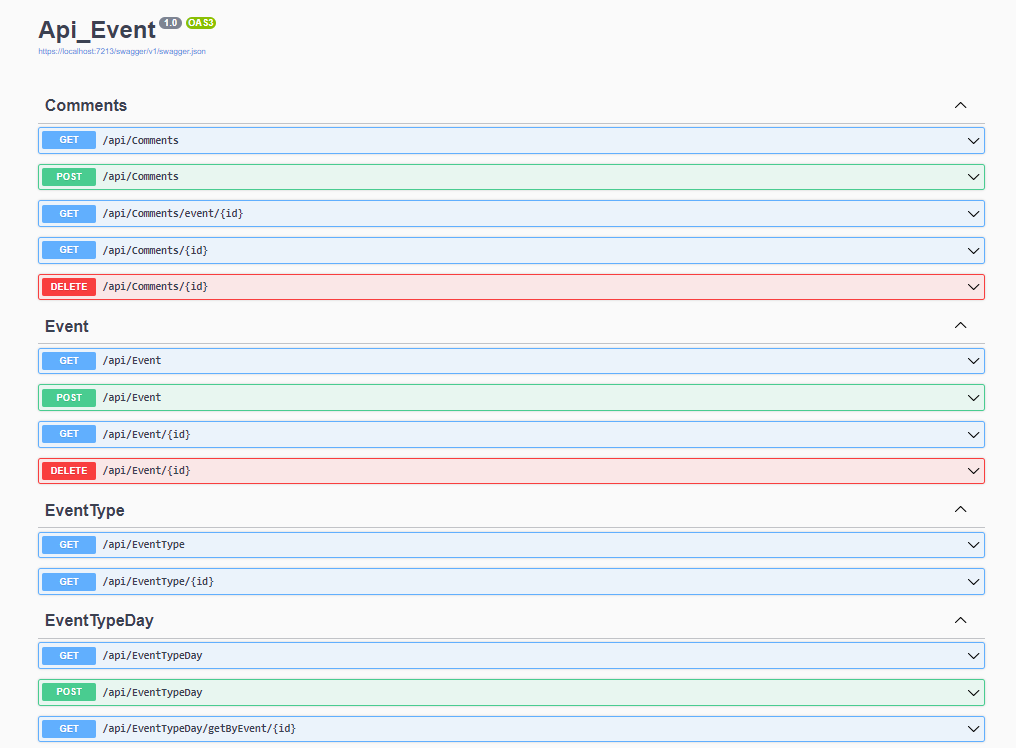 Api_Event 1.0 OAS3
https://localhost:7213/swagger/v1/swagger.json
Comments
GET /api/Comments
POST /api/Comments
GET /api/Comments/event/{id}
GET /api/Comments/{id}
DELETE /api/Comments/{id}
Event
GET /api/Event
POST /api/Event
GET /api/Event/{id}
DELETE /api/Event/{id}
EventType
GET /api/EventType
GET /api/EventType/{id}
EventTypeDay
GET /api/EventTypeDay
POST /api/EventTypeDay
GET /api/EventTypeDay/getByEvent/{id}